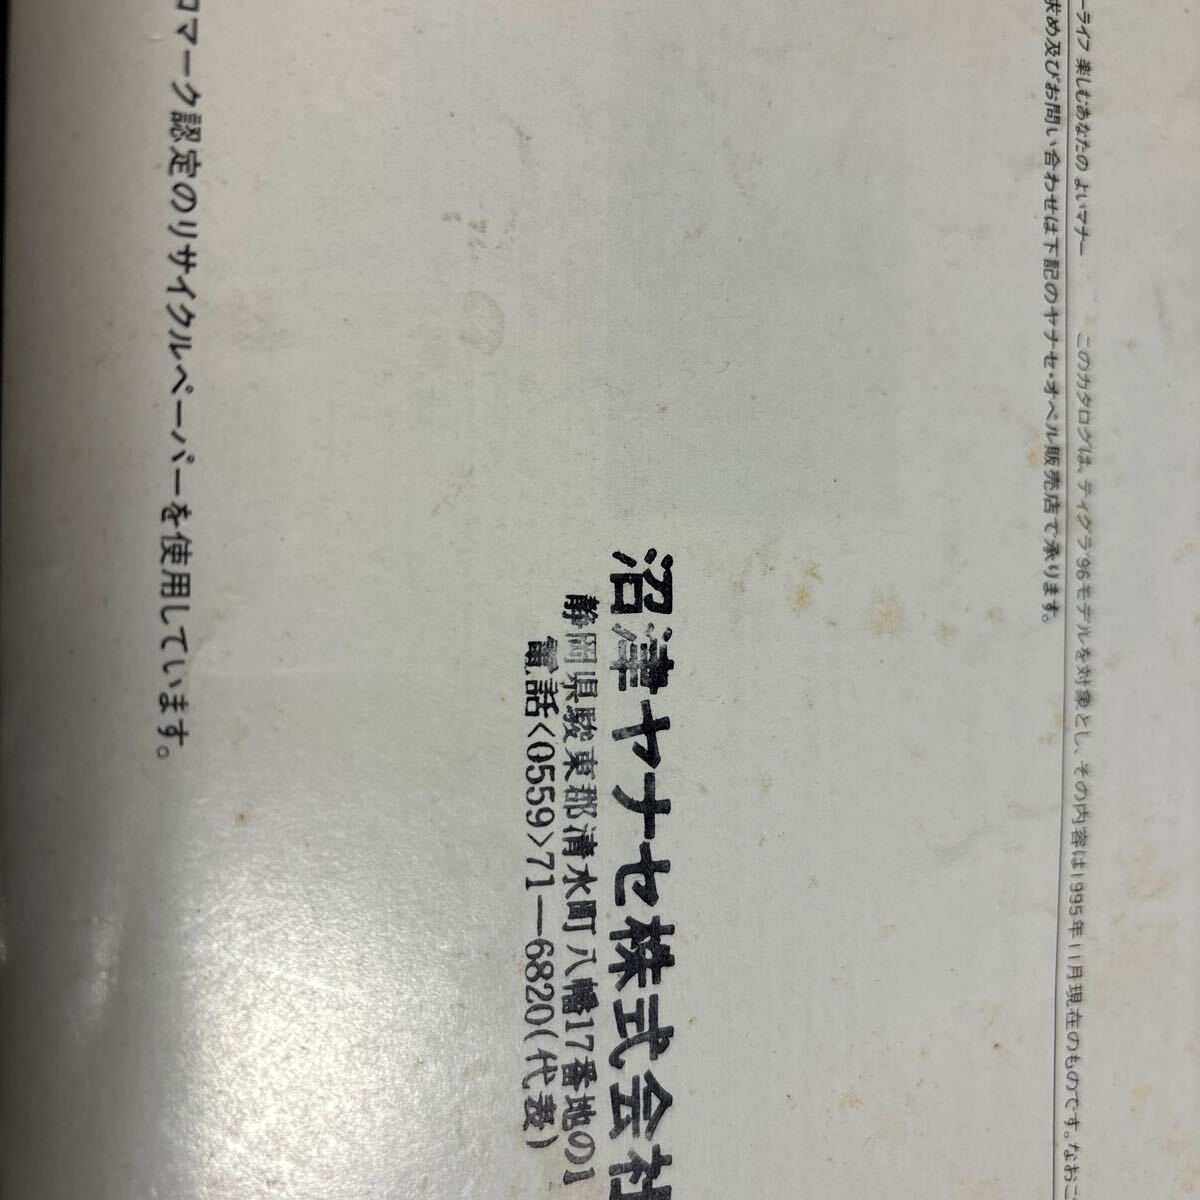 ーライフ 楽しむあなたの よいマナー このカタログは、ティグラ'96モデルを対象とし、その内容は1995年11月現在のものです。なおこ
求め及びお問い合わせは下記のヤナセ・オペル販売店で承ります。
沼津ヤナセ株式会社
静岡県駿東郡清水町八幡17番地の1
電話<0559>71―6820(代表)
コマーク認定のリサイクルペーパーを使用しています。